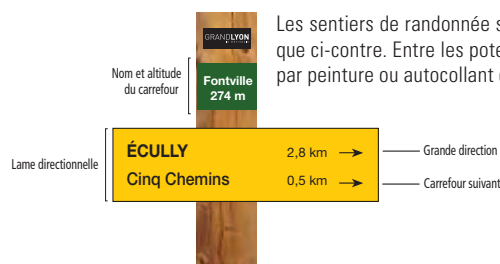 GRANDLYON
Les sentiers de randonnée s
que ci-contre. Entre les pote
par peinture ou autocollant
Nom et altitude
du carrefour
Fontville
274 m
Lame directionnelle
ÉCULLY 2,8 km → Grande direction
Cinq Chemins 0,5 km → Carrefour suivant